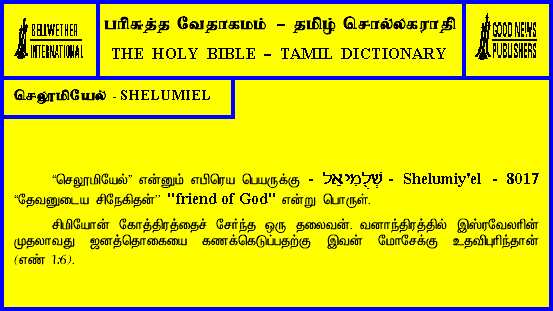 BELLWETHER
INTERNATIONAL
பரிசுத்த வேதாகமம் – தமிழ் சொல்லகராதி
THE HOLY BIBLE – TAMIL DICTIONARY
GOOD NEWS
PUBLISHERS
செலூமியேல் - SHELUMIEL
“செலூமியேல்” என்னும் எபிரெய பெயருக்கு - שְׁלֻמִיאֵל - Shelumiy'el - 8017
“தேவனுடைய சிநேகிதன்” "friend of God" என்று பொருள்.
சிமியோன் கோத்திரத்தைச் சேர்ந்த ஒரு தலைவன். வனாந்திரத்தில் இஸ்ரவேலரின்
முதலாவது ஜனத்தொகையை கணக்கெடுப்பதற்கு இவன் மோசேக்கு உதவிபுரிந்தான்
(எண் 1:6).